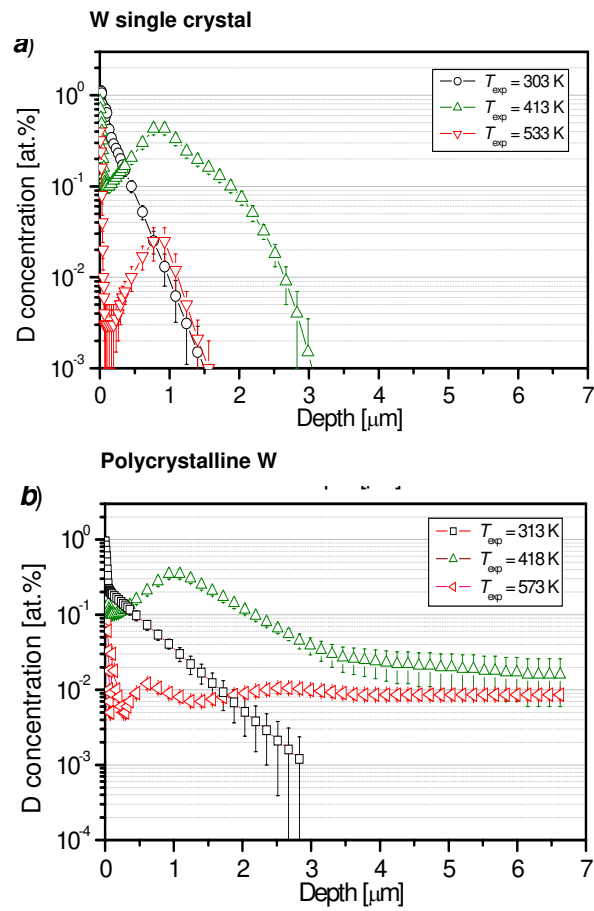 W single crystal
a)
T_exp = 303 K
T_exp = 413 K
T_exp = 533 K
D concentration [at.%]
10^0
10^-1
10^-2
10^-3
0 1 2 3 4 5 6 7
Depth [μm]
Polycrystalline W
b)
T_exp = 313 K
T_exp = 418 K
T_exp = 573 K
D concentration [at.%]
10^0
10^-1
10^-2
10^-3
10^-4
0 1 2 3 4 5 6 7
Depth [μm]